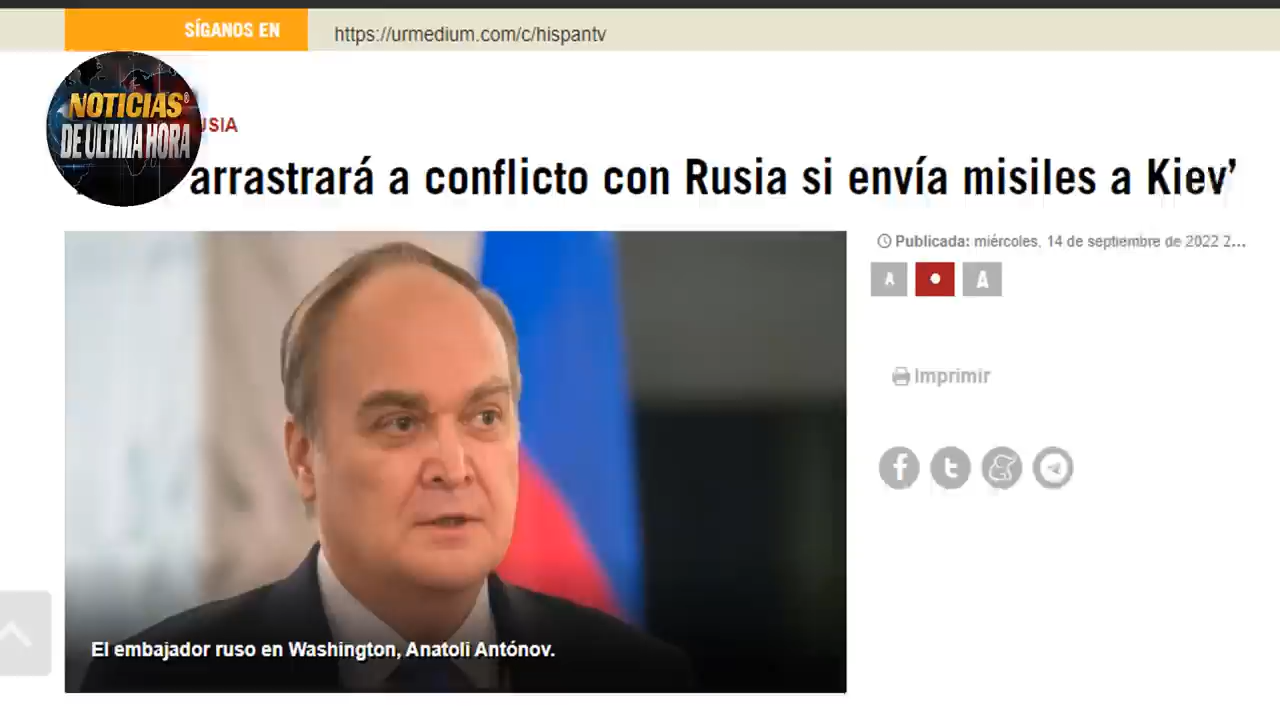 SÍGANOS EN
https://urmedium.com/c/hispantv
NOTICIAS®
DE ULTIMA HORA
USIA
arrastrará a conflicto con Rusia si envía misiles a Kiev’
Publicada: miércoles, 14 de septiembre de 2022 2...
A
A
Imprimir
El embajador ruso en Washington, Anatoli Antónov.